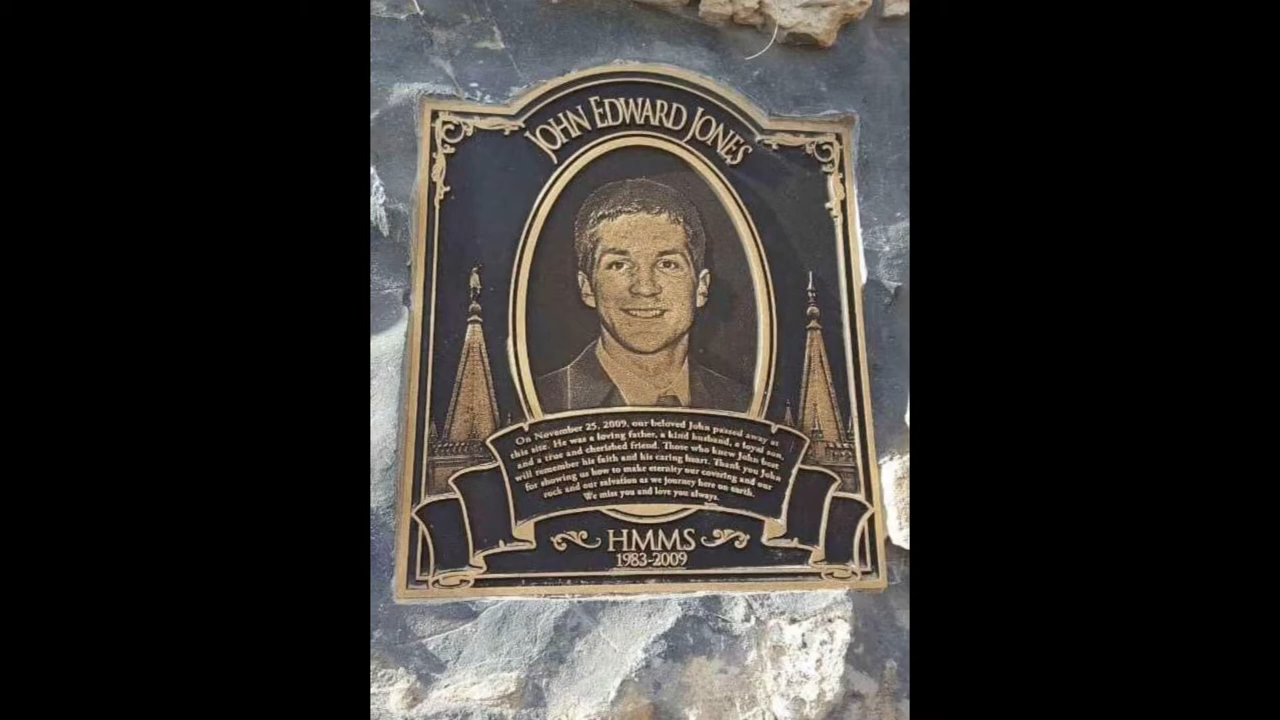 JOHN EDWARD JONES
On November 25, 2009, our beloved John passed away at
this site. He was a loving father, a kind husband, a loyal son,
and a true and cherished friend. Those who knew John best
will remember his faith and his caring heart. Thank you John
for showing us how to make eternity our covering and our
rock and our salvation as we journey here on earth.
We miss you and love you always.
HMMS
1983-2009